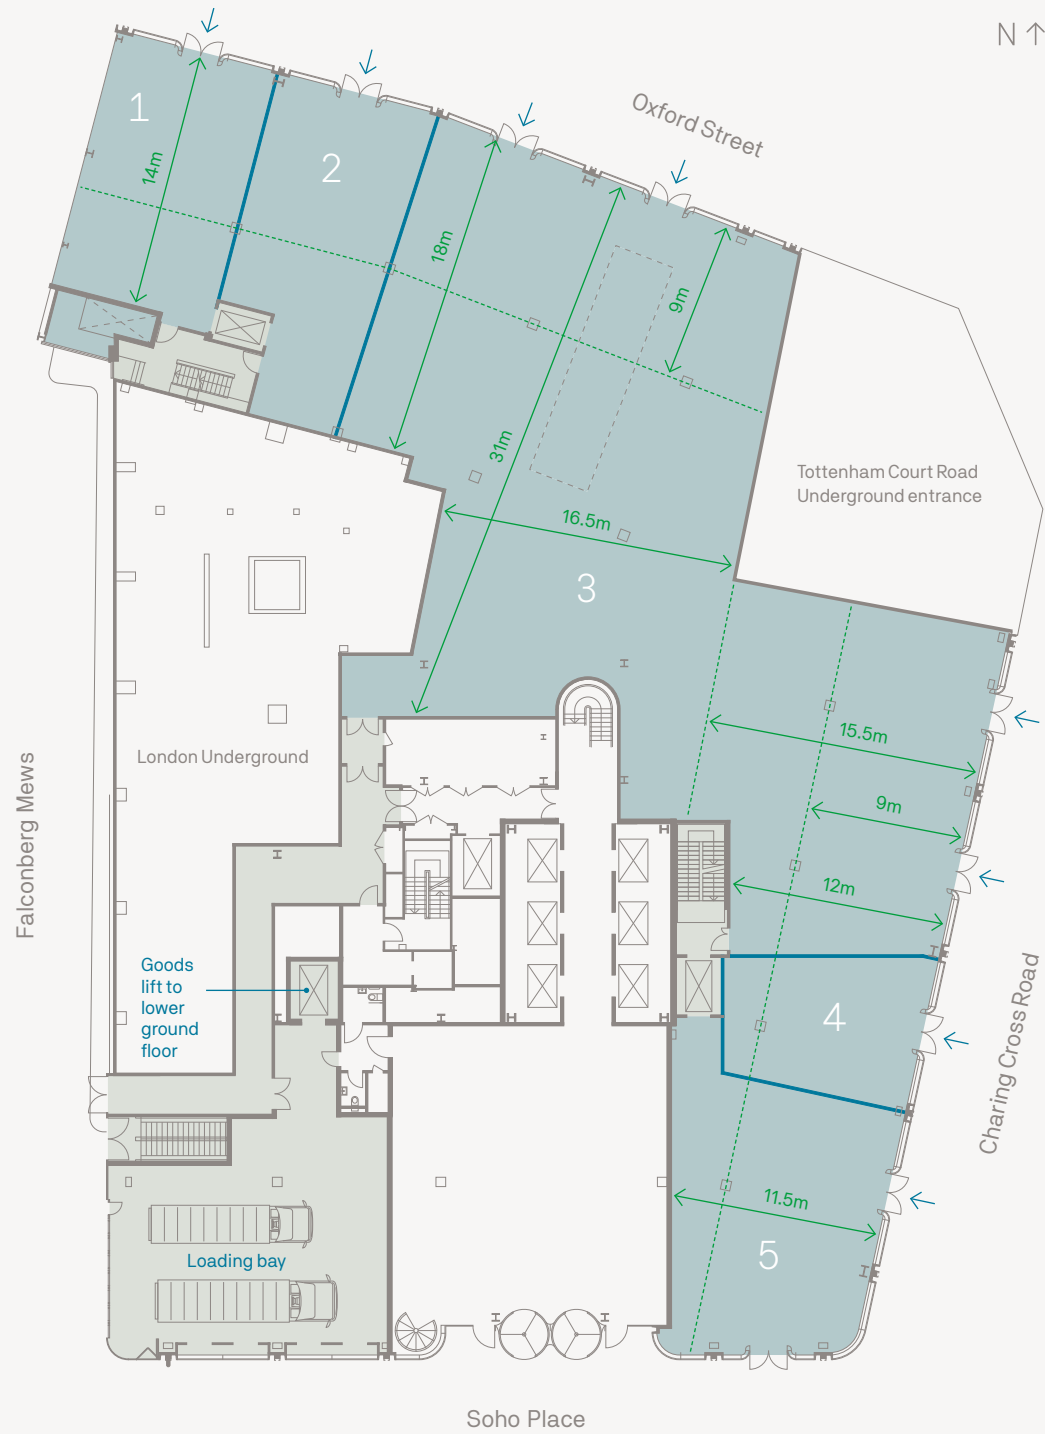 N ↑
Oxford Street
1
2
14m
18m
9m
31m
Tottenham Court Road
Underground entrance
16.5m
3
15.5m
London Underground
9m
Falconberg Mews
12m
Goods
lift to
lower
ground
floor
4
Charing Cross Road
11.5m
5
Loading bay
Soho Place